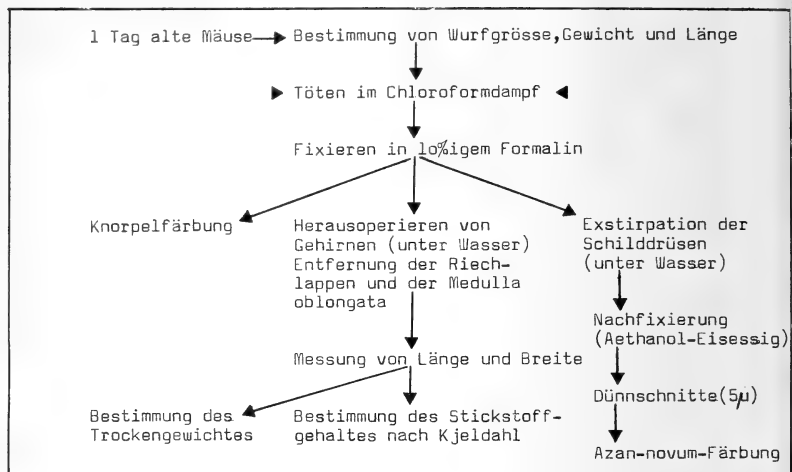 1 Tag alte Mäuse → Bestimmung von Wurfgrösse,Gewicht und Länge
▶ Töten im Chloroformdampf ◀
Fixieren in 10%igem Formalin
Knorpelfärbung
Herausoperieren von
Gehirnen (unter Wasser)
Entfernung der Riech-
lappen und der Medulla
oblongata
Exstirpation der
Schilddrüsen
(unter Wasser)
Nachfixierung
(Aethanol-Eisessig)
Messung von Länge und Breite
Dünnschnitte(5µ)
Bestimmung des
Trockengewichtes
Bestimmung des Stickstoff-
gehaltes nach Kjeldahl
Azan-novum-Färbung